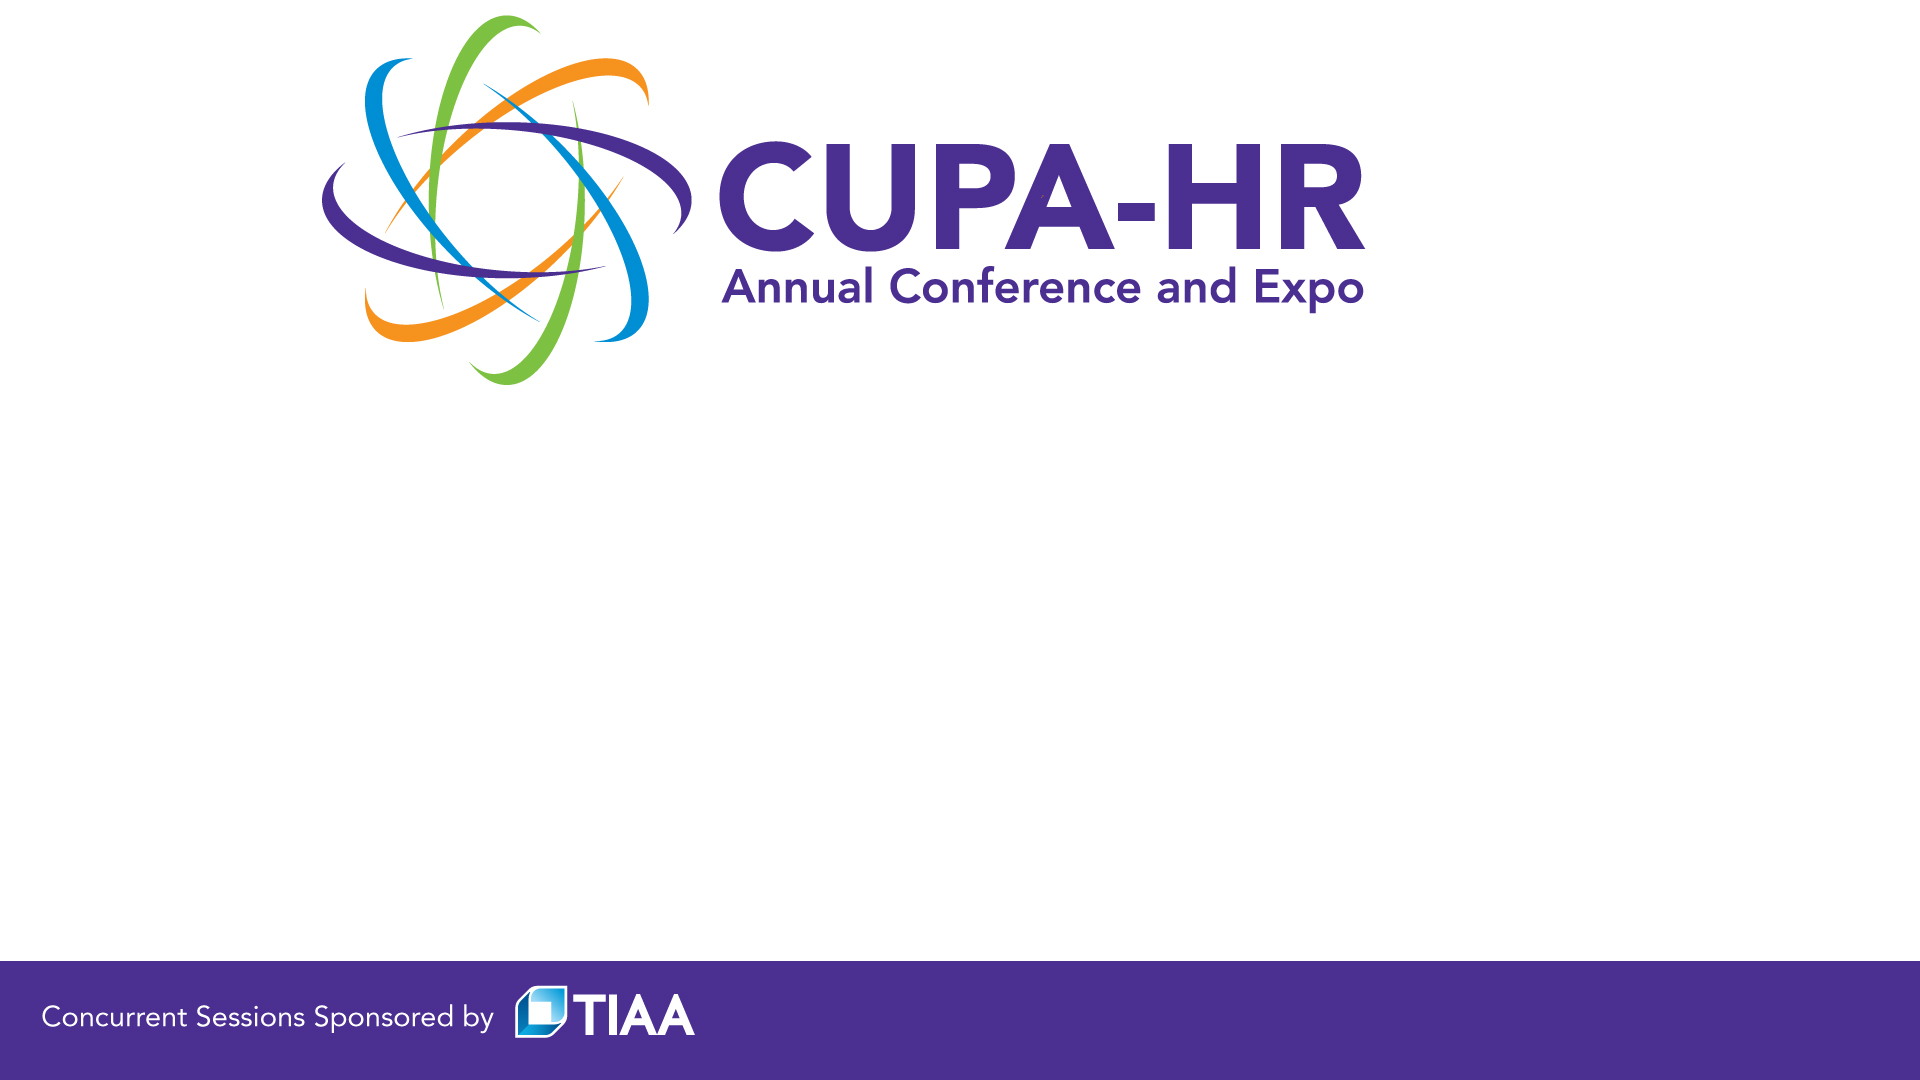 CUPA-HR
Annual Conference and Expo
Concurrent Sessions Sponsored by TIAA